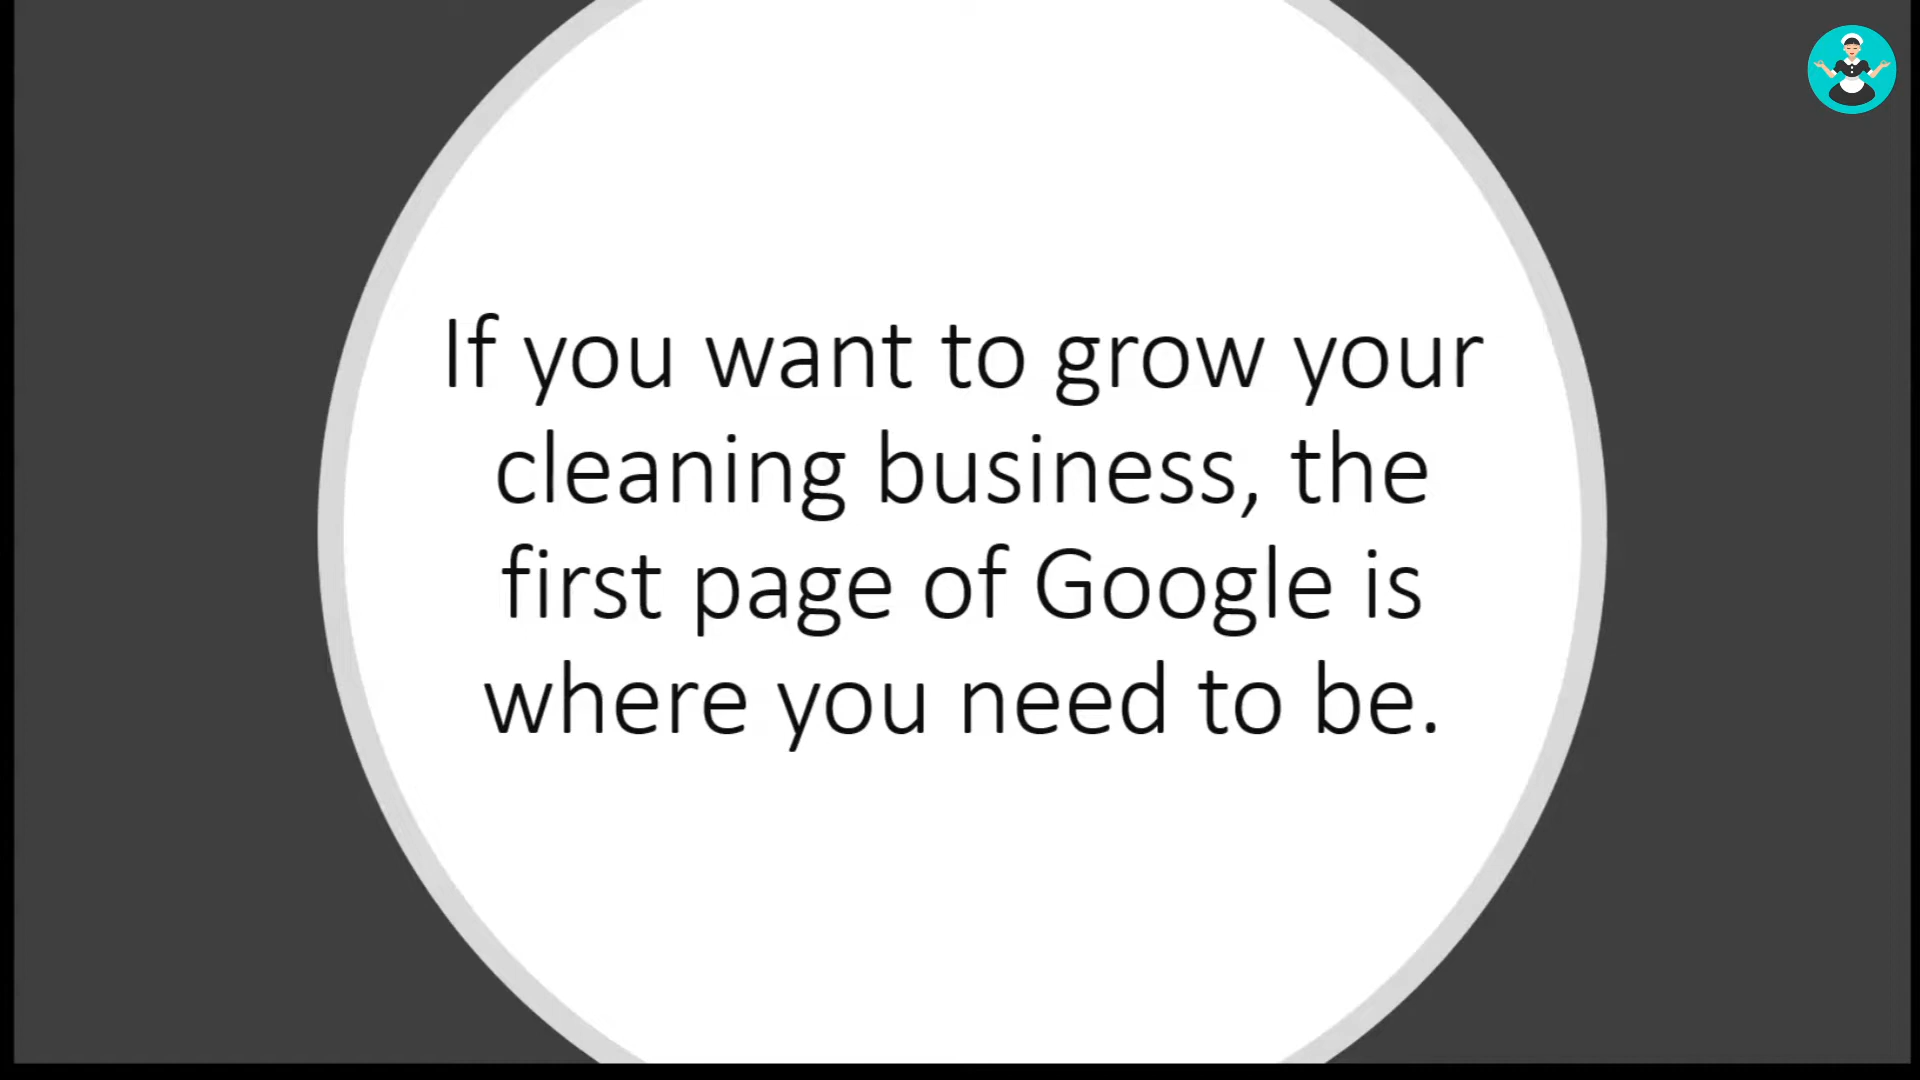 If you want to grow your
cleaning business, the
first page of Google is
where you need to be.